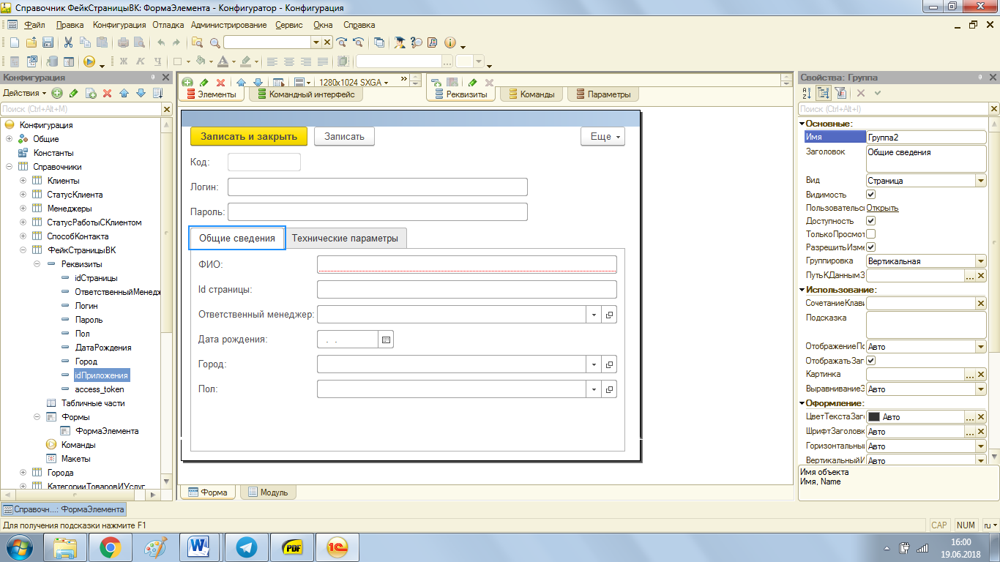 Справочник ФейкСтраницыВК: ФормаЭлемента - Конфигуратор - Конфигурация
Файл Правка Конфигурация Отладка Администрирование Сервис Окна Справка
Ж К Ч
Конфигурация
Действия
Поиск (Ctrl+Alt+M)
Конфигурация
Общие
Константы
Справочники
Клиенты
СтатусКлиента
Менеджеры
СтатусРаботыСКлиентом
СпособКонтакта
ФейкСтраницыВК
Реквизиты
idСтраницы
ОтветственныйМенедж
Логин
Пароль
Пол
ДатаРождения
Город
idПриложения
access_token
Табличные части
Формы
ФормаЭлемента
Команды
Макеты
Города
КатегорииТоваровИУслуг
1280x1024 SXGA
Элементы Командный интерфейс
Реквизиты Команды Параметры
Записать и закрыть Записать Еще
Код:
Логин:
Пароль:
Общие сведения Технические параметры
ФИО:
Id страницы:
Ответственный менеджер:
Дата рождения: . .
Город:
Пол:
Форма Модуль
Свойства: Группа
Поиск (Ctrl+Alt+I)
Основные:
Имя Группа2
Заголовок Общие сведения
Вид Страница
Видимость
Пользовательс Открыть
Доступность
ТолькоПросмот
РазрешитьИзме
Группировка Вертикальная
ПутьКДаннымЗ
Использование:
СочетаниеКлави
Подсказка
ОтображениеПо Авто
ОтображатьЗаг
Картинка
ВыравниваниеЭ Авто
Оформление:
ЦветТекстаЗаго Авто
ШрифтЗаголовк Авто
Горизонтальны Авто
ВертикальныйИ Авто
Имя объекта
Имя, Name
Справочн...: ФормаЭлемента
Для получения подсказки нажмите F1
CAP NUM ru
PDF
1С
16:00
19.06.2018